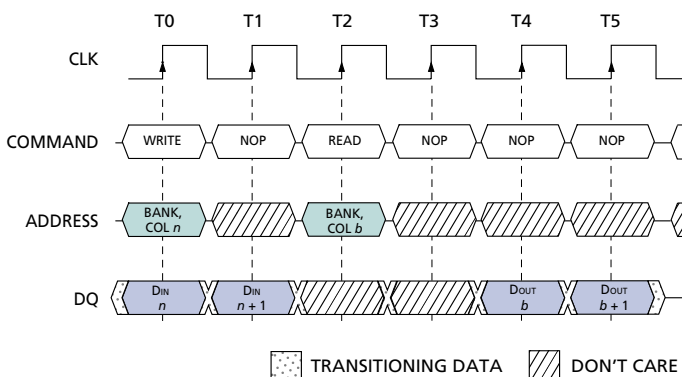 T0 T1 T2 T3 T4 T5
CLK
COMMAND WRITE NOP READ NOP NOP NOP
BANK, BANK,
ADDRESS
COL n COL b
DIN DIN DOUT DOUT
DQ
n n + 1 b b + 1
TRANSITIONING DATA DON'T CARE